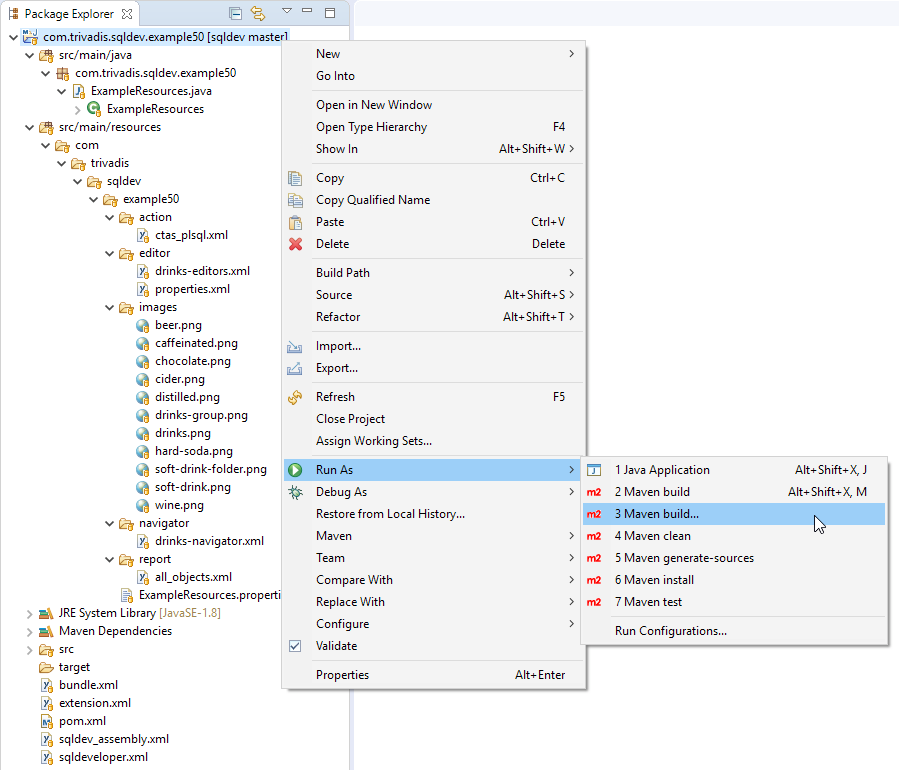 Package Explorer
com.trivadis.sqldev.example50 [sqldev master]
src/main/java
com.trivadis.sqldev.example50
ExampleResources.java
ExampleResources
src/main/resources
com
trivadis
sqldev
example50
action
ctas_plsql.xml
editor
drinks-editors.xml
properties.xml
images
beer.png
caffeinated.png
chocolate.png
cider.png
distilled.png
drinks-group.png
drinks.png
hard-soda.png
soft-drink-folder.png
soft-drink.png
wine.png
navigator
drinks-navigator.xml
report
all_objects.xml
ExampleResources.properti
JRE System Library [JavaSE-1.8]
Maven Dependencies
src
target
bundle.xml
extension.xml
pom.xml
sqldev_assembly.xml
sqldeveloper.xml
New
Go Into
Open in New Window
Open Type Hierarchy F4
Show In Alt+Shift+W
Copy Ctrl+C
Copy Qualified Name
Paste Ctrl+V
Delete Delete
Build Path
Source Alt+Shift+S
Refactor Alt+Shift+T
Import...
Export...
Refresh F5
Close Project
Assign Working Sets...
Run As
Debug As
Restore from Local History...
Maven
Team
Compare With
Replace With
Configure
Validate
Properties Alt+Enter
1 Java Application Alt+Shift+X, J
m2 2 Maven build Alt+Shift+X, M
m2 3 Maven build...
m2 4 Maven clean
m2 5 Maven generate-sources
m2 6 Maven install
m2 7 Maven test
Run Configurations...